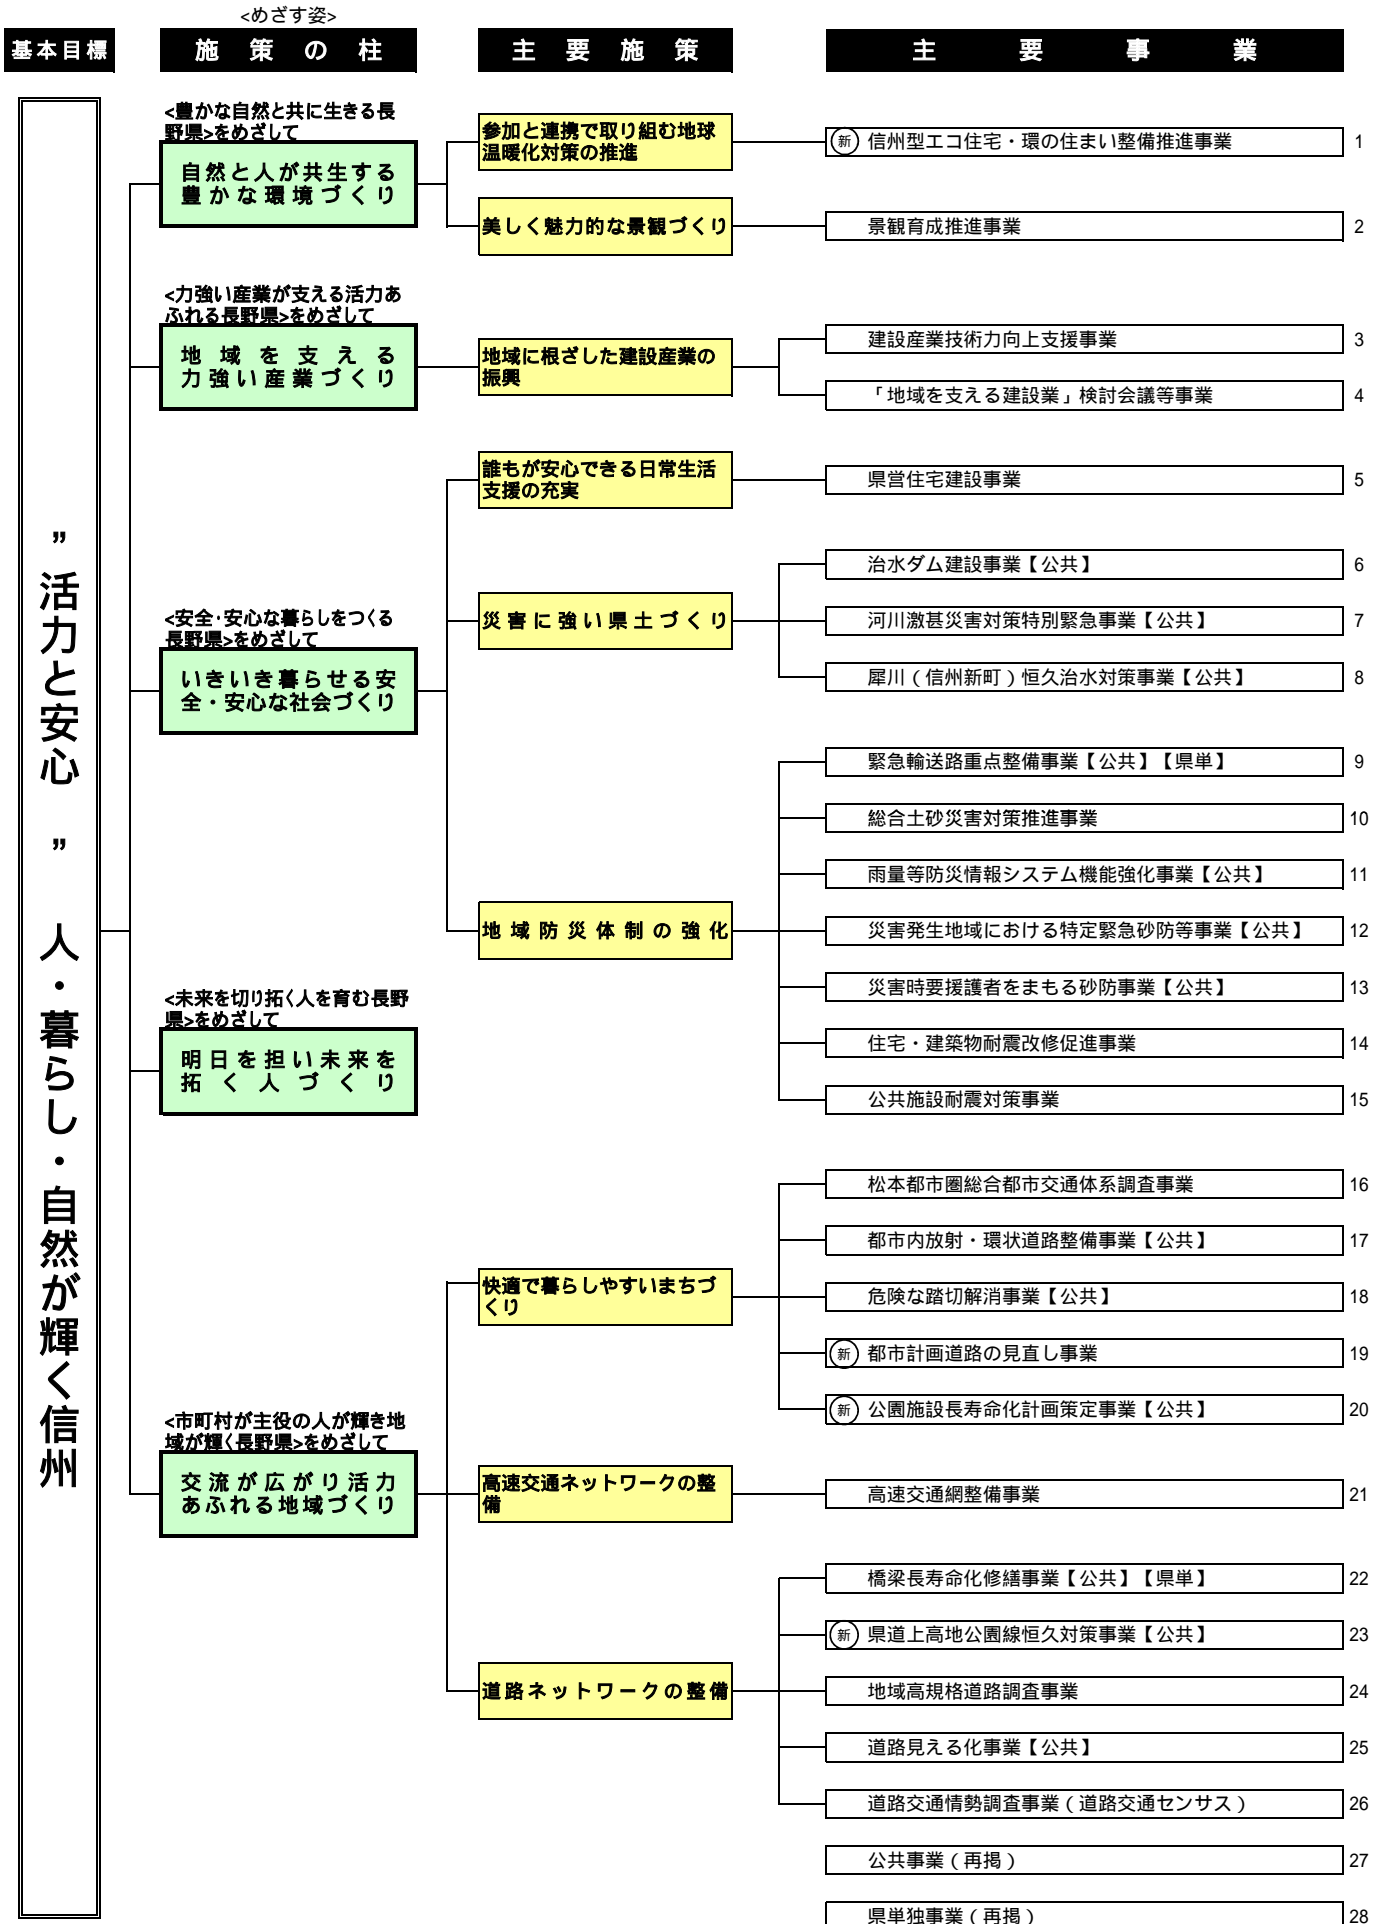 <めざす姿>
基本目標
施策の柱
主要施策
主要事業
”活力と安心　”　人・暮らし・自然が輝く信州
<豊かな自然と共に生きる長
野県>をめざして
自然と人が共生する
豊かな環境づくり
参加と連携で取り組む地球
温暖化対策の推進
新 信州型エコ住宅・環の住まい整備推進事業 1
美しく魅力的な景観づくり
景観育成推進事業 2
<力強い産業が支える活力あ
ふれる長野県>をめざして
地域を支える
力強い産業づくり
地域に根ざした建設産業の
振興
建設産業技術力向上支援事業 3
「地域を支える建設業」検討会議等事業 4
<安全・安心な暮らしをつくる
長野県>をめざして
いきいき暮らせる安
全・安心な社会づくり
誰もが安心できる日常生活
支援の充実
県営住宅建設事業 5
災害に強い県土づくり
治水ダム建設事業【公共】 6
河川激甚災害対策特別緊急事業【公共】 7
犀川（信州新町）恒久治水対策事業【公共】 8
地域防災体制の強化
緊急輸送路重点整備事業【公共】【県単】 9
総合土砂災害対策推進事業 10
雨量等防災情報システム機能強化事業【公共】 11
災害発生地域における特定緊急砂防等事業【公共】 12
災害時要援護者をまもる砂防事業【公共】 13
住宅・建築物耐震改修促進事業 14
公共施設耐震対策事業 15
<未来を切り拓く人を育む長野
県>をめざして
明日を担い未来を
拓く人づくり
<市町村が主役の人が輝き地
域が輝く長野県>をめざして
交流が広がり活力
あふれる地域づくり
快適で暮らしやすいまちづ
くり
松本都市圏総合都市交通体系調査事業 16
都市内放射・環状道路整備事業【公共】 17
危険な踏切解消事業【公共】 18
新 都市計画道路の見直し事業 19
新 公園施設長寿命化計画策定事業【公共】 20
高速交通ネットワークの整
備
高速交通網整備事業 21
道路ネットワークの整備
橋梁長寿命化修繕事業【公共】【県単】 22
新 県道上高地公園線恒久対策事業【公共】 23
地域高規格道路調査事業 24
道路見える化事業【公共】 25
道路交通情勢調査事業（道路交通センサス） 26
公共事業（再掲） 27
県単独事業（再掲） 28